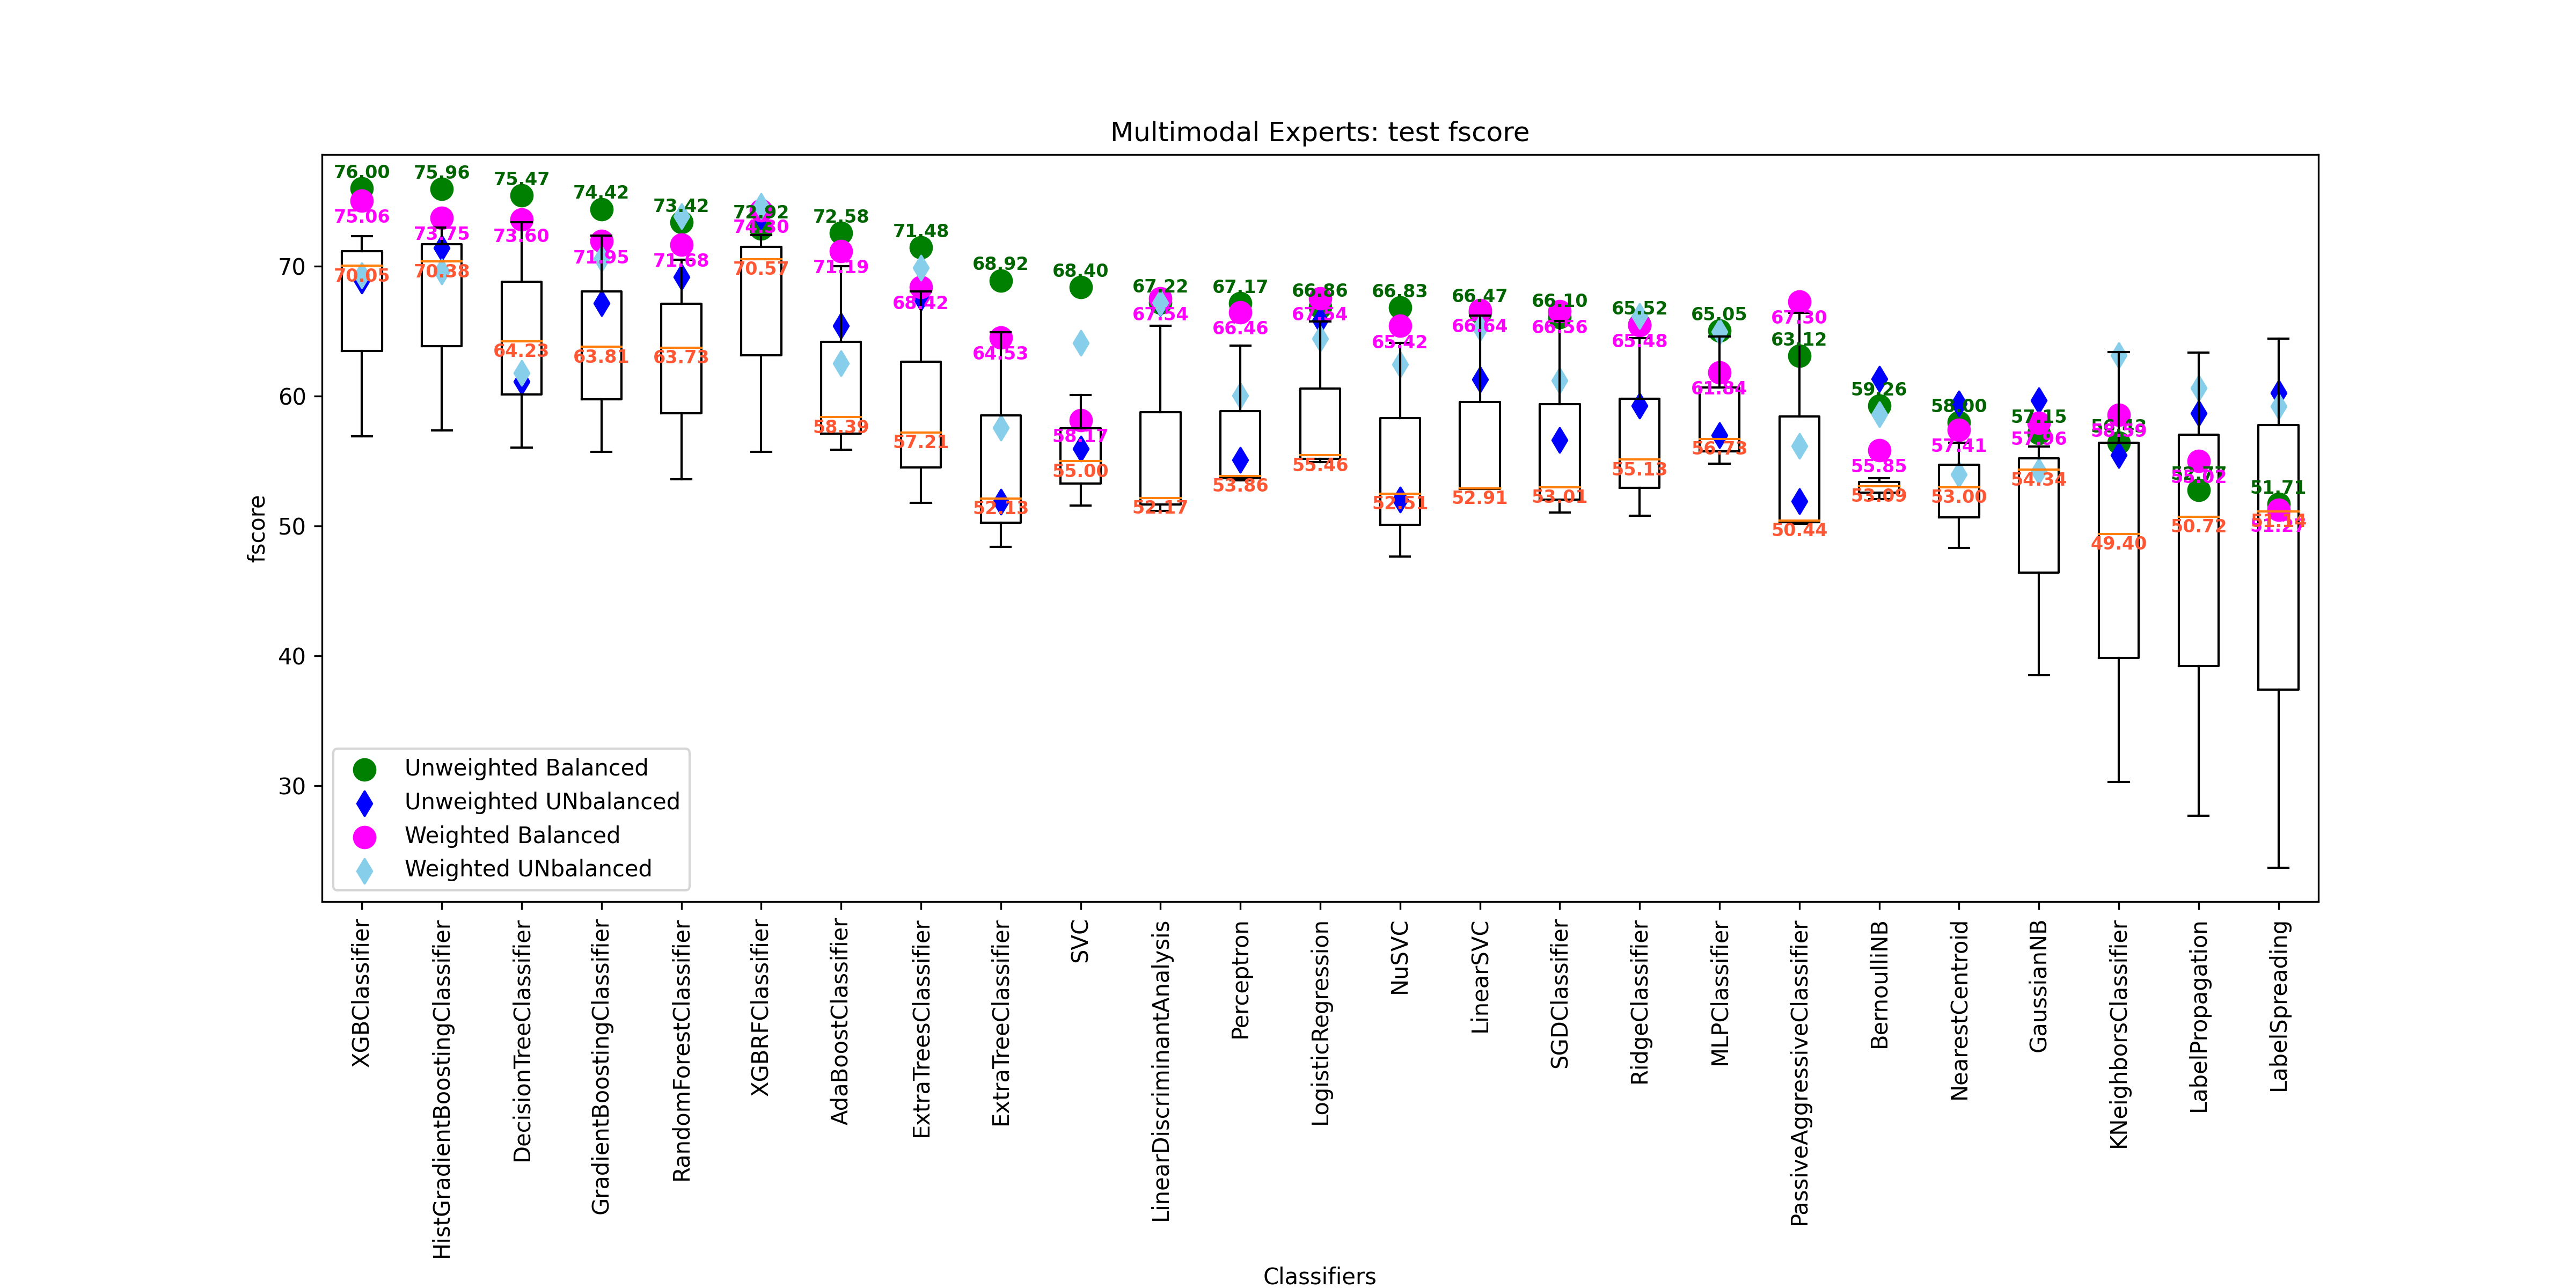 Multimodal Experts: test fscore
76.00
75.96
75.47
74.42
73.42
72.92
72.58
71.48
68.92
68.40
67.22
67.17
66.86
66.83
66.47
66.10
65.52
65.05
63.12
59.26
58.00
57.15
51.71
75.06
73.75
73.60
71.95
71.68
71.19
68.42
64.53
58.17
67.54
66.46
65.42
66.64
66.56
65.48
61.84
67.30
55.85
57.41
57.96
55.02
70.05
70.38
64.23
63.81
63.73
70.57
58.39
57.21
52.13
55.00
52.17
53.86
55.46
52.51
52.91
53.01
55.13
56.73
50.44
53.09
53.00
54.34
49.40
50.72
fscore
70
60
50
40
30
Unweighted Balanced
Unweighted UNbalanced
Weighted Balanced
Weighted UNbalanced
XGBClassifier
HistGradientBoostingClassifier
DecisionTreeClassifier
GradientBoostingClassifier
RandomForestClassifier
XGBRFClassifier
AdaBoostClassifier
ExtraTreesClassifier
ExtraTreeClassifier
SVC
LinearDiscriminantAnalysis
Perceptron
LogisticRegression
NuSVC
LinearSVC
SGDClassifier
RidgeClassifier
MLPClassifier
PassiveAggressiveClassifier
BernoulliNB
NearestCentroid
GaussianNB
KNeighborsClassifier
LabelPropagation
LabelSpreading
Classifiers